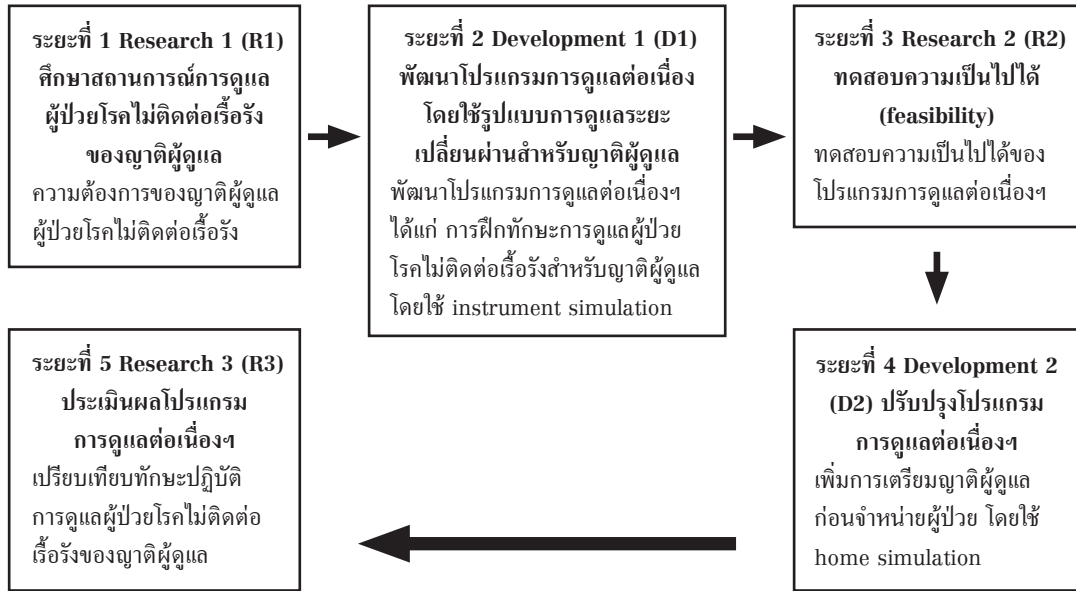 ระยะที่ 1 Research 1 (R1)
ศึกษาสถานการณ์การดูแล
ผู้ป่วยโรคไม่ติดต่อเรื้อรัง
ของญาติผู้ดูแล
ความต้องการของญาติผู้ดูแล
ผู้ป่วยโรคไม่ติดต่อเรื้อรัง
ระยะที่ 2 Development 1 (D1)
พัฒนาโปรแกรมการดูแลต่อเนื่อง
โดยใช้รูปแบบการดูแลระยะ
เปลี่ยนผ่านสำหรับญาติผู้ดูแล
พัฒนาโปรแกรมการดูแลต่อเนื่องฯ
ได้แก่ การฝึกทักษะการดูแลผู้ป่วย
โรคไม่ติดต่อเรื้อรังสำหรับญาติผู้ดูแล
โดยใช้ instrument simulation
ระยะที่ 3 Research 2 (R2)
ทดสอบความเป็นไปได้
(feasibility)
ทดสอบความเป็นไปได้ของ
โปรแกรมการดูแลต่อเนื่องฯ
ระยะที่ 4 Development 2
(D2) ปรับปรุงโปรแกรม
การดูแลต่อเนื่องฯ
เพิ่มการเตรียมญาติผู้ดูแล
ก่อนจำหน่ายผู้ป่วย โดยใช้
home simulation
ระยะที่ 5 Research 3 (R3)
ประเมินผลโปรแกรม
การดูแลต่อเนื่องฯ
เปรียบเทียบทักษะปฏิบัติ
การดูแลผู้ป่วยโรคไม่ติดต่อ
เรื้อรังของญาติผู้ดูแล